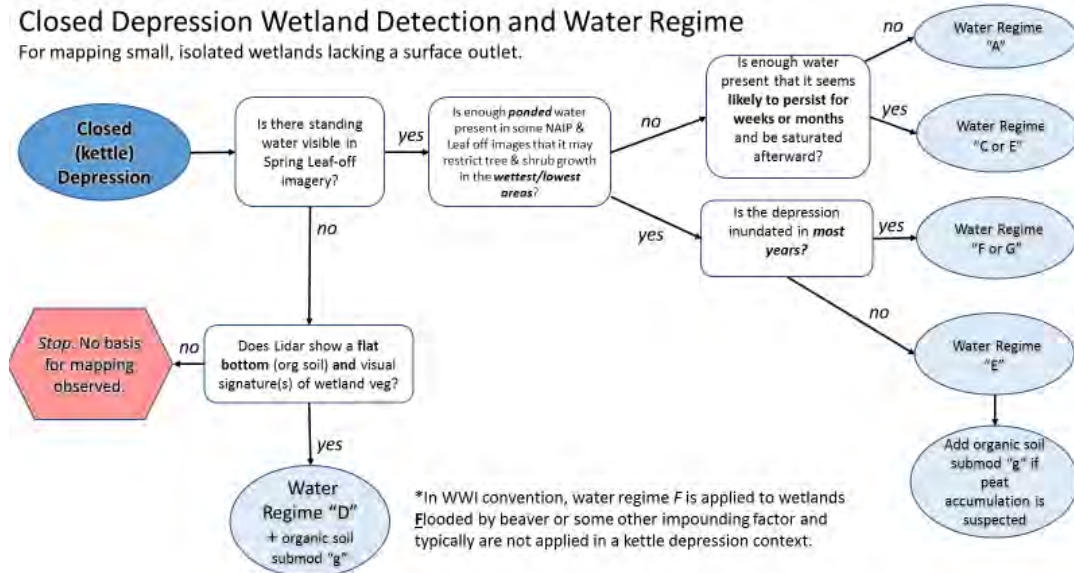 Closed Depression Wetland Detection and Water Regime
For mapping small, isolated wetlands lacking a surface outlet.
Closed
(kettle)
Depression
Is there standing
water visible in
Spring Leaf-off
imagery?
yes
Is enough ponded water
present in some NAIP &
Leaf off images that it may
restrict tree & shrub growth
in the wettest/lowest
areas?
no
Is enough water
present that it seems
likely to persist for
weeks or months
and be saturated
afterward?
no
Water Regime
"A"
yes
Water Regime
"C or E"
yes
Is the depression
inundated in most
years?
yes
Water Regime
"F or G"
no
Water Regime
"E"
Add organic soil
submod "g" if
peat
accumulation is
suspected
no
Does Lidar show a flat
bottom (org soil) and visual
signature(s) of wetland veg?
no
Stop. No basis
for mapping
observed.
yes
Water
Regime "D"
+ organic soil
submod "g"
*In WWI convention, water regime F is applied to wetlands
Flooded by beaver or some other impounding factor and
typically are not applied in a kettle depression context.